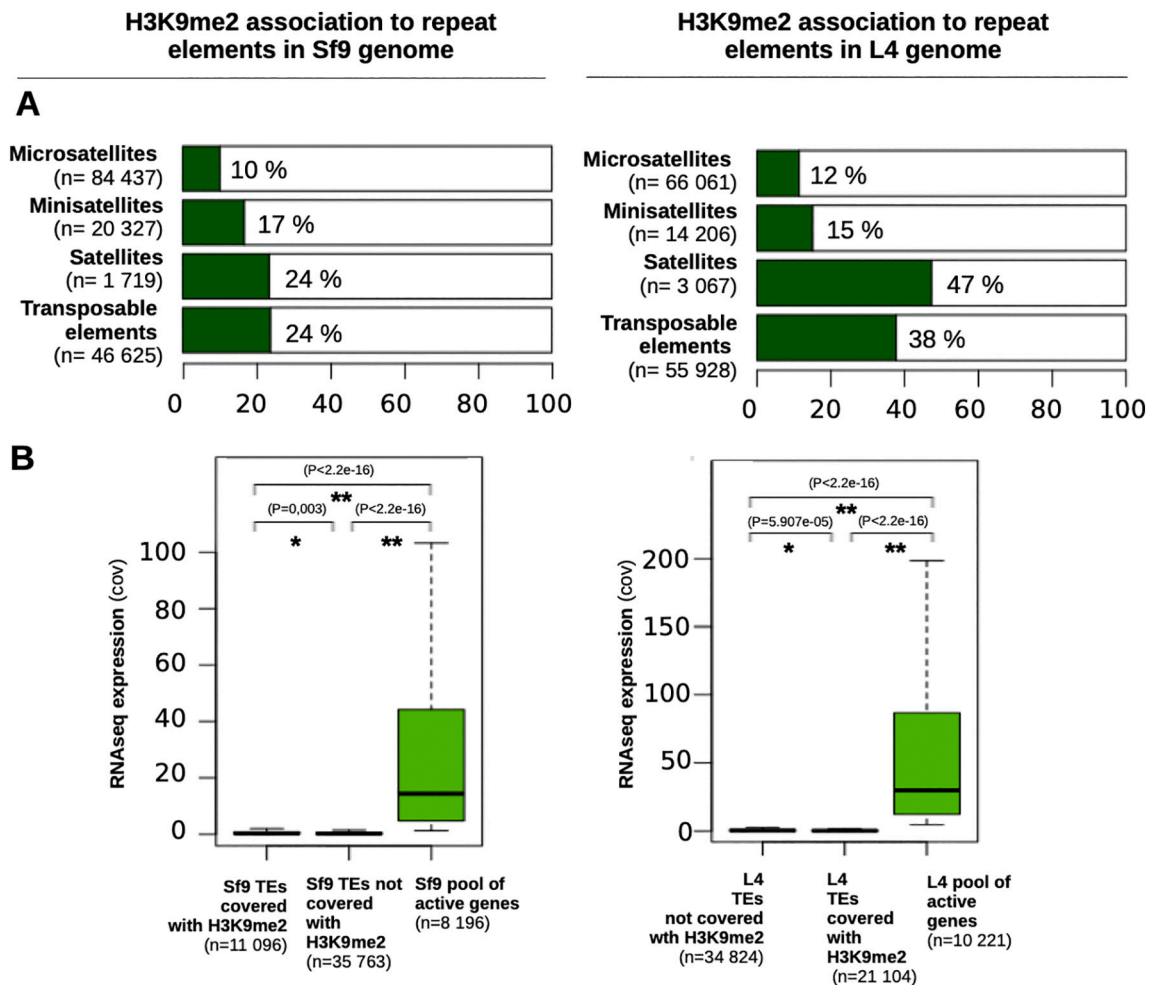 H3K9me2 association to repeat
elements in Sf9 genome
H3K9me2 association to repeat
elements in L4 genome
A
Microsatellites
(n= 84 437)
10 %
Minisatellites
(n= 20 327)
17 %
Satellites
(n= 1 719)
24 %
Transposable
elements
(n= 46 625)
24 %
0 20 40 60 80 100
Microsatellites
(n= 66 061)
12 %
Minisatellites
(n= 14 206)
15 %
Satellites
(n= 3 067)
47 %
Transposable
elements
(n= 55 928)
38 %
0 20 40 60 80 100
B
RNAseq expression (cov)
100
80
60
40
20
0
(P<2.2e-16)
**
(P=0,003)
*
(P<2.2e-16)
**
Sf9 TEs
covered
with H3K9me2
(n=11 096)
Sf9 TEs not
covered
with
H3K9me2
(n=35 763)
Sf9 pool of
active genes
(n=8 196)
RNAseq expression (cov)
200
150
100
50
0
(P<2.2e-16)
**
(P=5.907e-05)
*
(P<2.2e-16)
**
L4
TEs
not covered
wth H3K9me2
(n=34 824)
L4
TEs
covered
with
H3K9me2
(n=21 104)
L4 pool of
active
genes
(n=10 221)